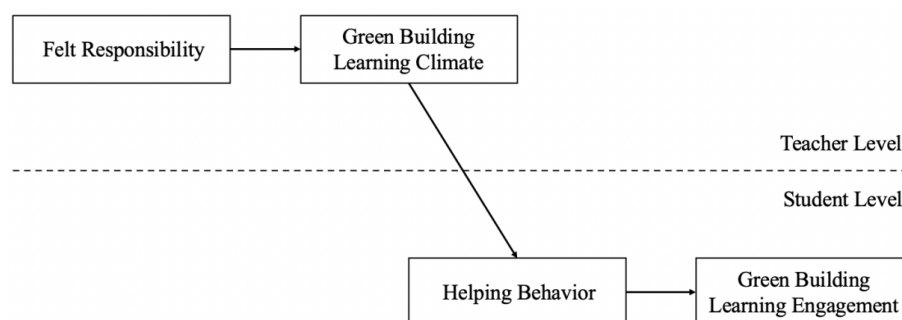 Felt Responsibility
Green Building
Learning Climate
Teacher Level
Student Level
Helping Behavior
Green Building
Learning Engagement